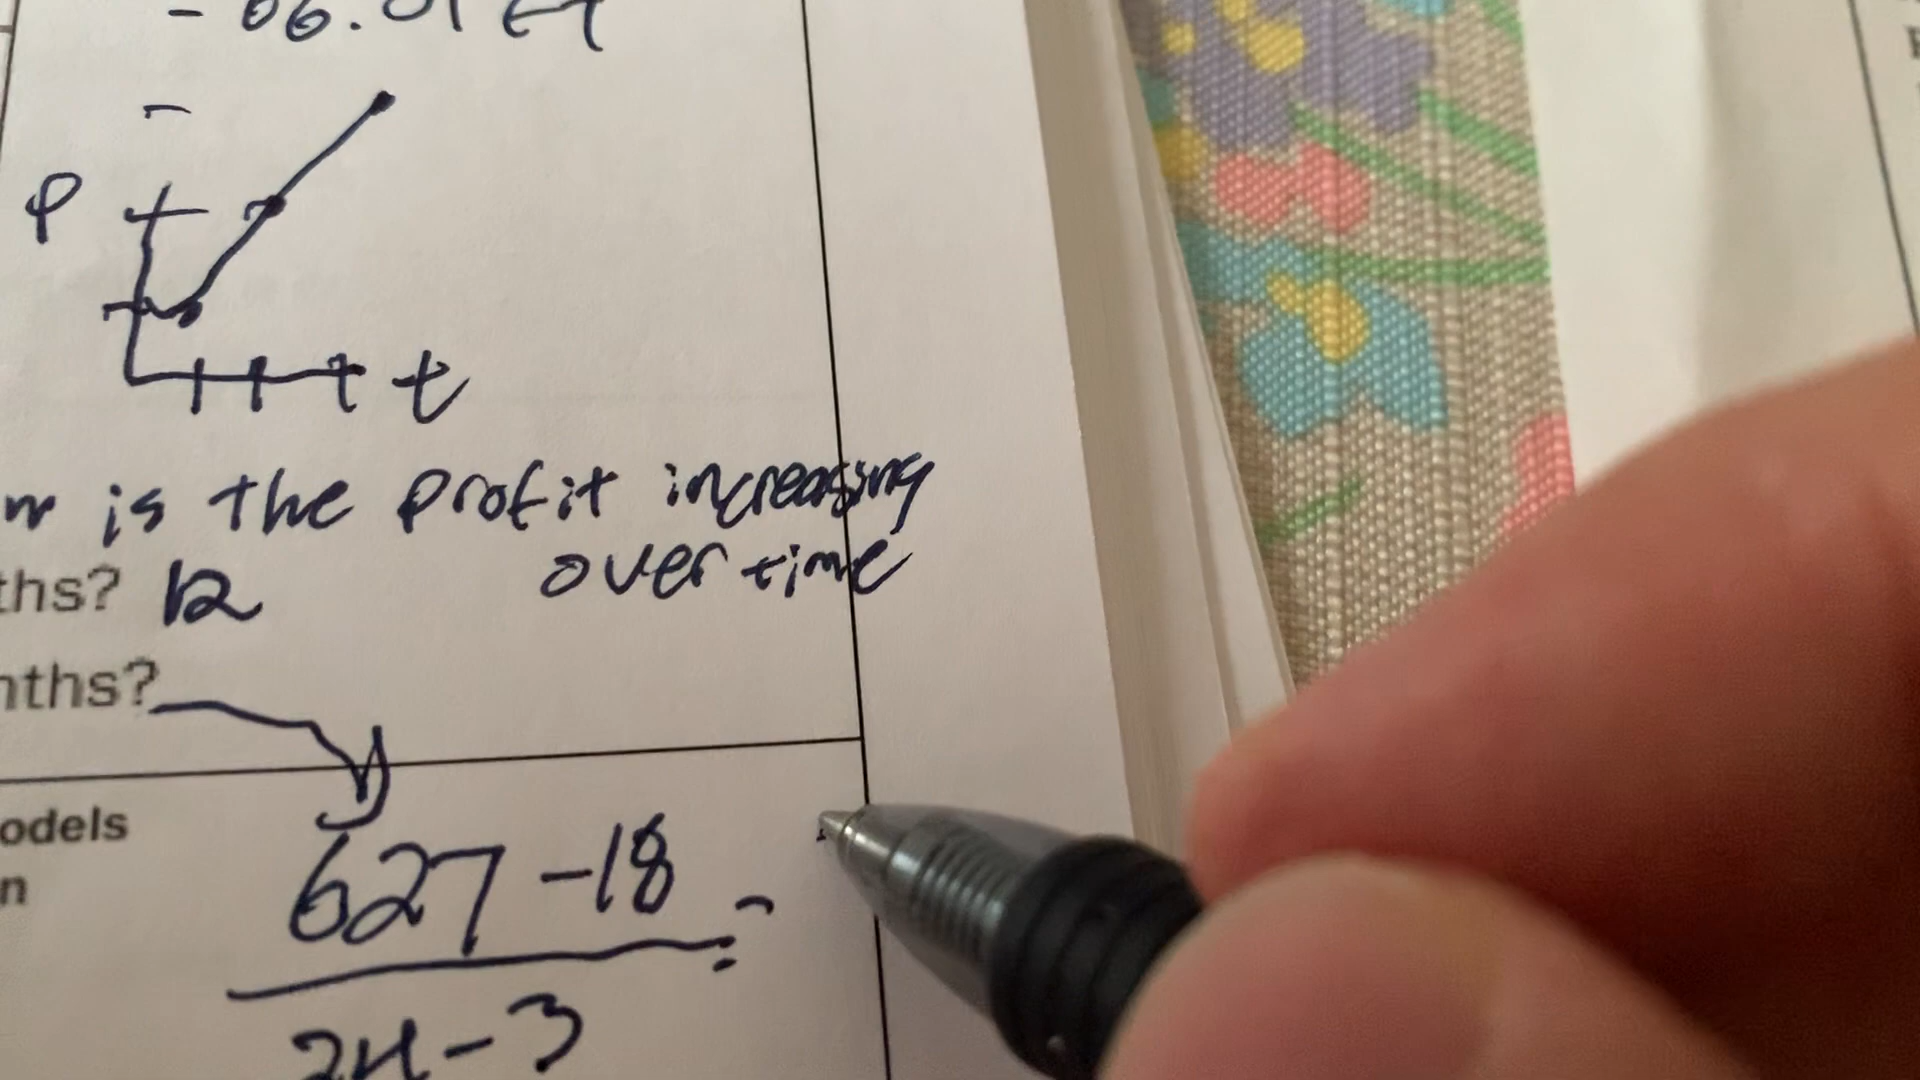 P
t
is the profit increasing
over time
ths? 12
nths?
odels
n
627 - 18 =
24 - 3